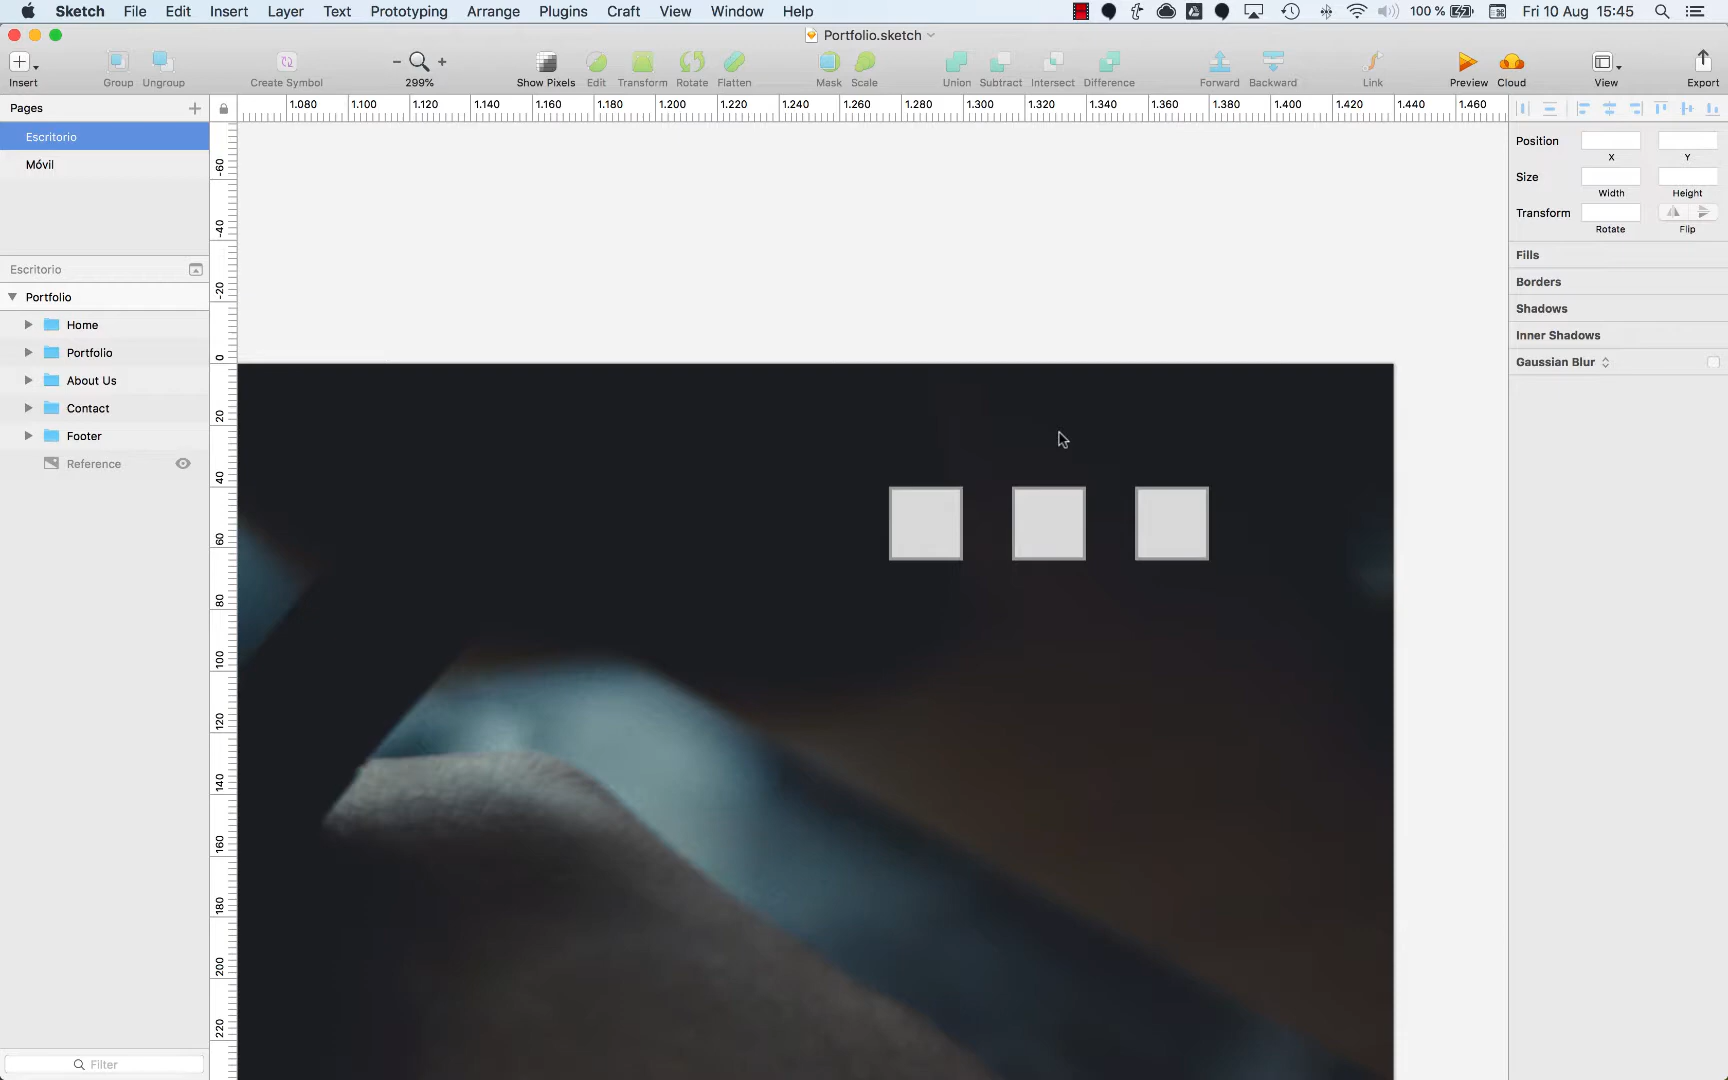 Sketch File Edit Insert Layer Text Prototyping Arrange Plugins Craft View Window Help 100 % Fri 10 Aug 15:45
Portfolio.sketch
Insert Group Ungroup Create Symbol 299% Show Pixels Edit Transform Rotate Flatten Mask Scale Union Subtract Intersect Difference Forward Backward Link Preview Cloud View Export
Pages
1.080 1.100 1.120 1.140 1.160 1.180 1.200 1.220 1.240 1.260 1.280 1.300 1.320 1.340 1.360 1.380 1.400 1.420 1.440 1.460
Escritorio
Móvil
Escritorio
Portfolio
Home
Portfolio
About Us
Contact
Footer
Reference
Filter
-60
-40
-20
0
20
40
60
80
100
120
140
160
180
200
220
Position
X Y
Size
Width Height
Transform
Rotate Flip
Fills
Borders
Shadows
Inner Shadows
Gaussian Blur